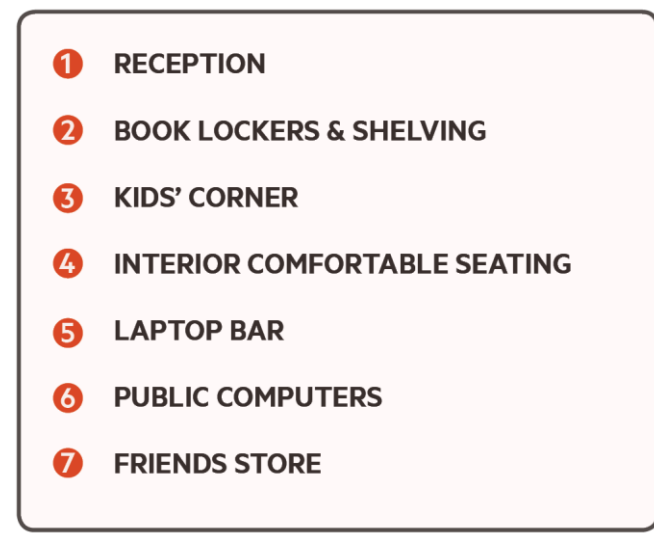 1 RECEPTION
2 BOOK LOCKERS & SHELVING
3 KIDS’ CORNER
4 INTERIOR COMFORTABLE SEATING
5 LAPTOP BAR
6 PUBLIC COMPUTERS
7 FRIENDS STORE